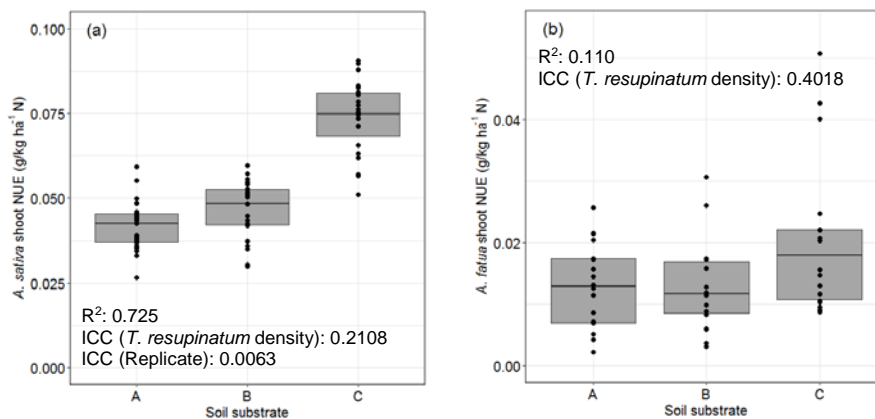 (a)
0.100
0.075
0.050
0.025
0.000
A. sativa shoot NUE (g/kg ha⁻¹ N)
R²: 0.725
ICC (T. resupinatum density): 0.2108
ICC (Replicate): 0.0063
A B C
Soil substrate
(b)
R²: 0.110
ICC (T. resupinatum density): 0.4018
0.04
0.02
0.00
A. fatua shoot NUE (g/kg ha⁻¹ N)
A B C
Soil substrate